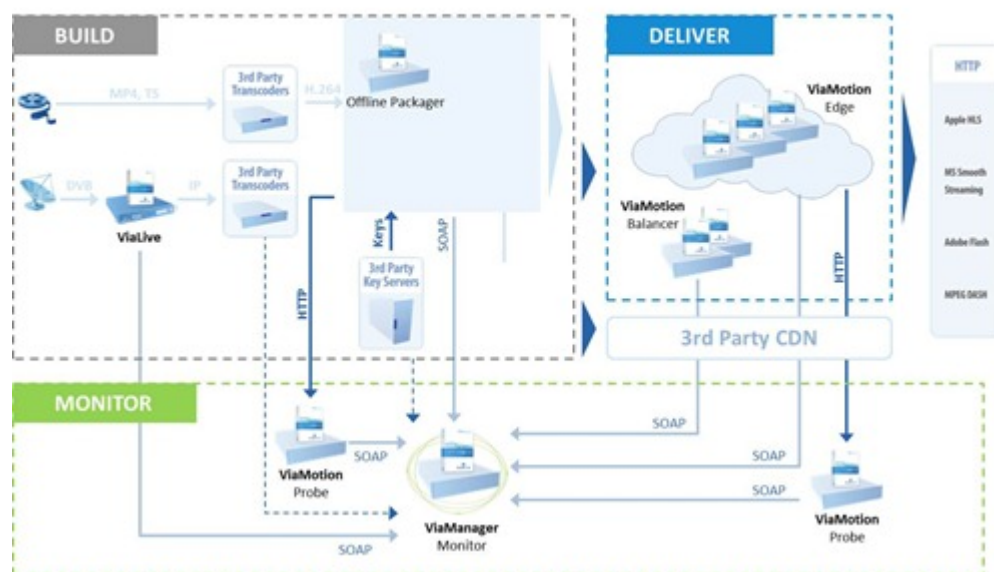 BUILD
DELIVER
HTTP
Apple HLS
MS Smooth
Streaming
Adobe Flash
MPEG DASH
MP4, TS
3rd Party
Transcoders
H.264
Offline Packager
DVB
ViaLive
IP
3rd Party
Transcoders
Keys
SOAP
HTTP
3rd Party
Key Servers
ViaMotion
Edge
ViaMotion
Balancer
HTTP
3rd Party CDN
MONITOR
ViaMotion
Probe
SOAP
SOAP
ViaManager
Monitor
SOAP
SOAP
SOAP
ViaMotion
Probe